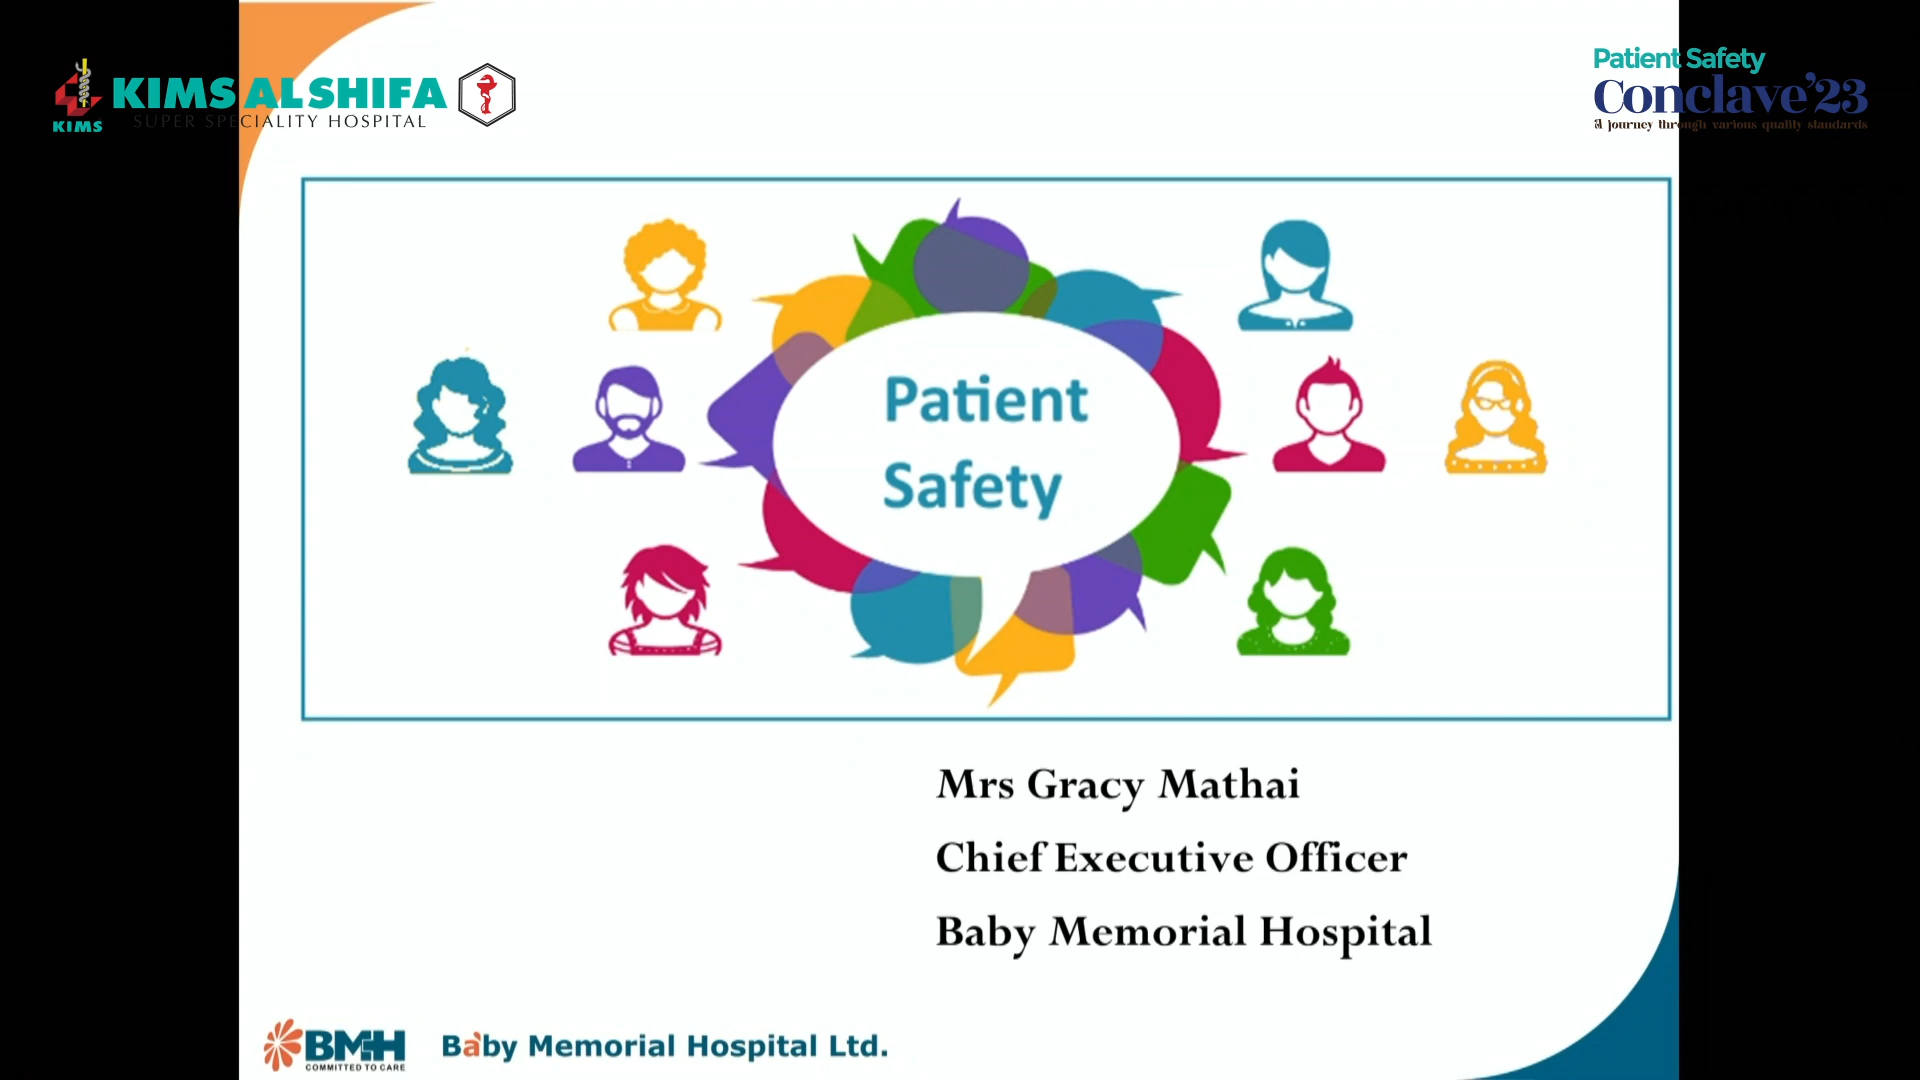 KIMS
KIMS ALSHIFA
SUPER SPECIALITY HOSPITAL
Patient Safety
Conclave'23
A journey through various quality standards
Patient
Safety
Mrs Gracy Mathai
Chief Executive Officer
Baby Memorial Hospital
BMH
COMMITTED TO CARE
Baby Memorial Hospital Ltd.